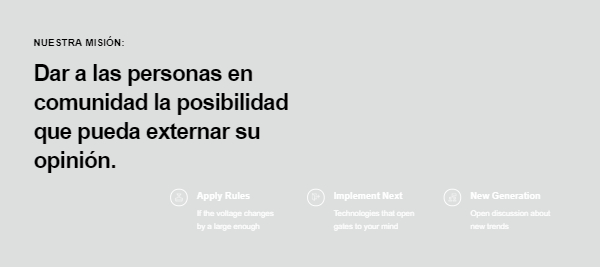 NUESTRA MISIÓN:
Dar a las personas en
comunidad la posibilidad
que pueda externar su
opinión.
Apply Rules
If the voltage changes
by a large enough
Implement Next
Technologies that open
gates to your mind
New Generation
Open discussion about
new trends